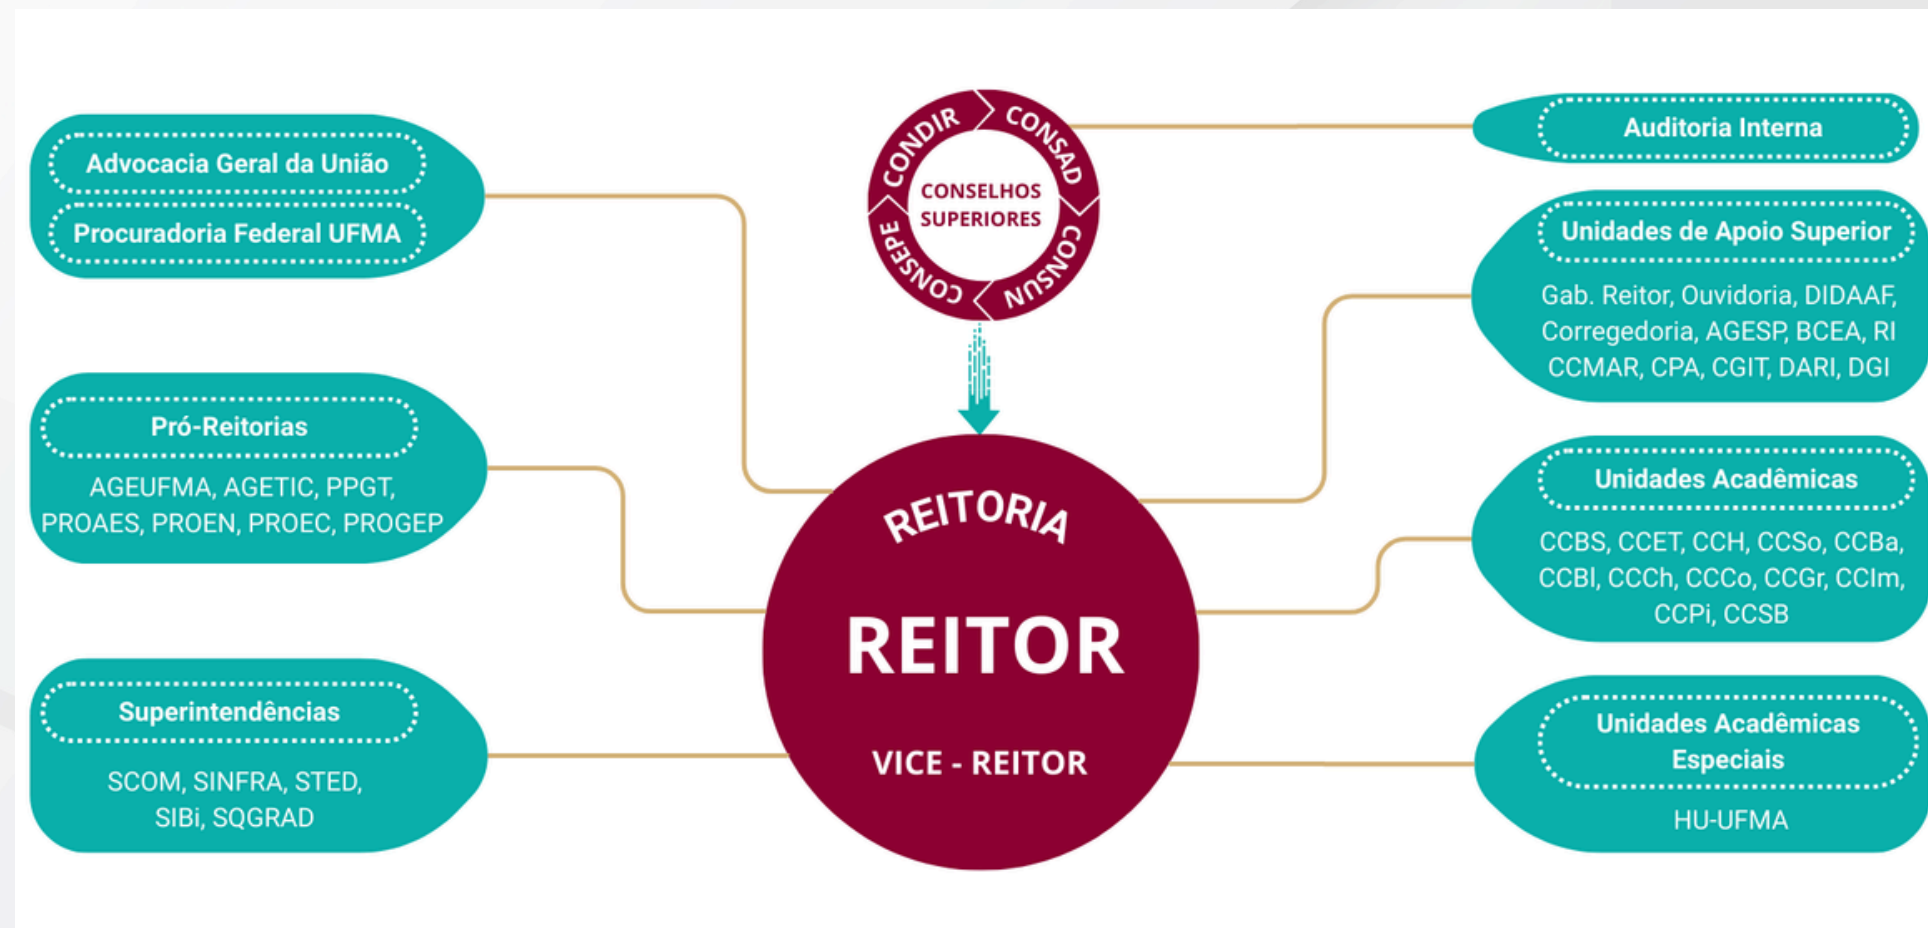 Advocacia Geral da União
Procuradoria Federal UFMA
Pró-Reitorias
AGEUFMA, AGETIC, PPGT,
PROAES, PROEN, PROEC, PROGEP
Superintendências
SCOM, SINFRA, STED,
SIBi, SQGRAD
CONDIR
CONSAD
CONSUN
CONSEPE
CONSELHOS
SUPERIORES
REITORIA
REITOR
VICE - REITOR
Auditoria Interna
Unidades de Apoio Superior
Gab. Reitor, Ouvidoria, DIDAAF,
Corregedoria, AGESP, BCEA, RI
CCMAR, CPA, CGIT, DARI, DGI
Unidades Acadêmicas
CCBS, CCET, CCH, CCSo, CCBa,
CCBl, CCCh, CCCo, CCGr, CCIm,
CCPi, CCSB
Unidades Acadêmicas
Especiais
HU-UFMA